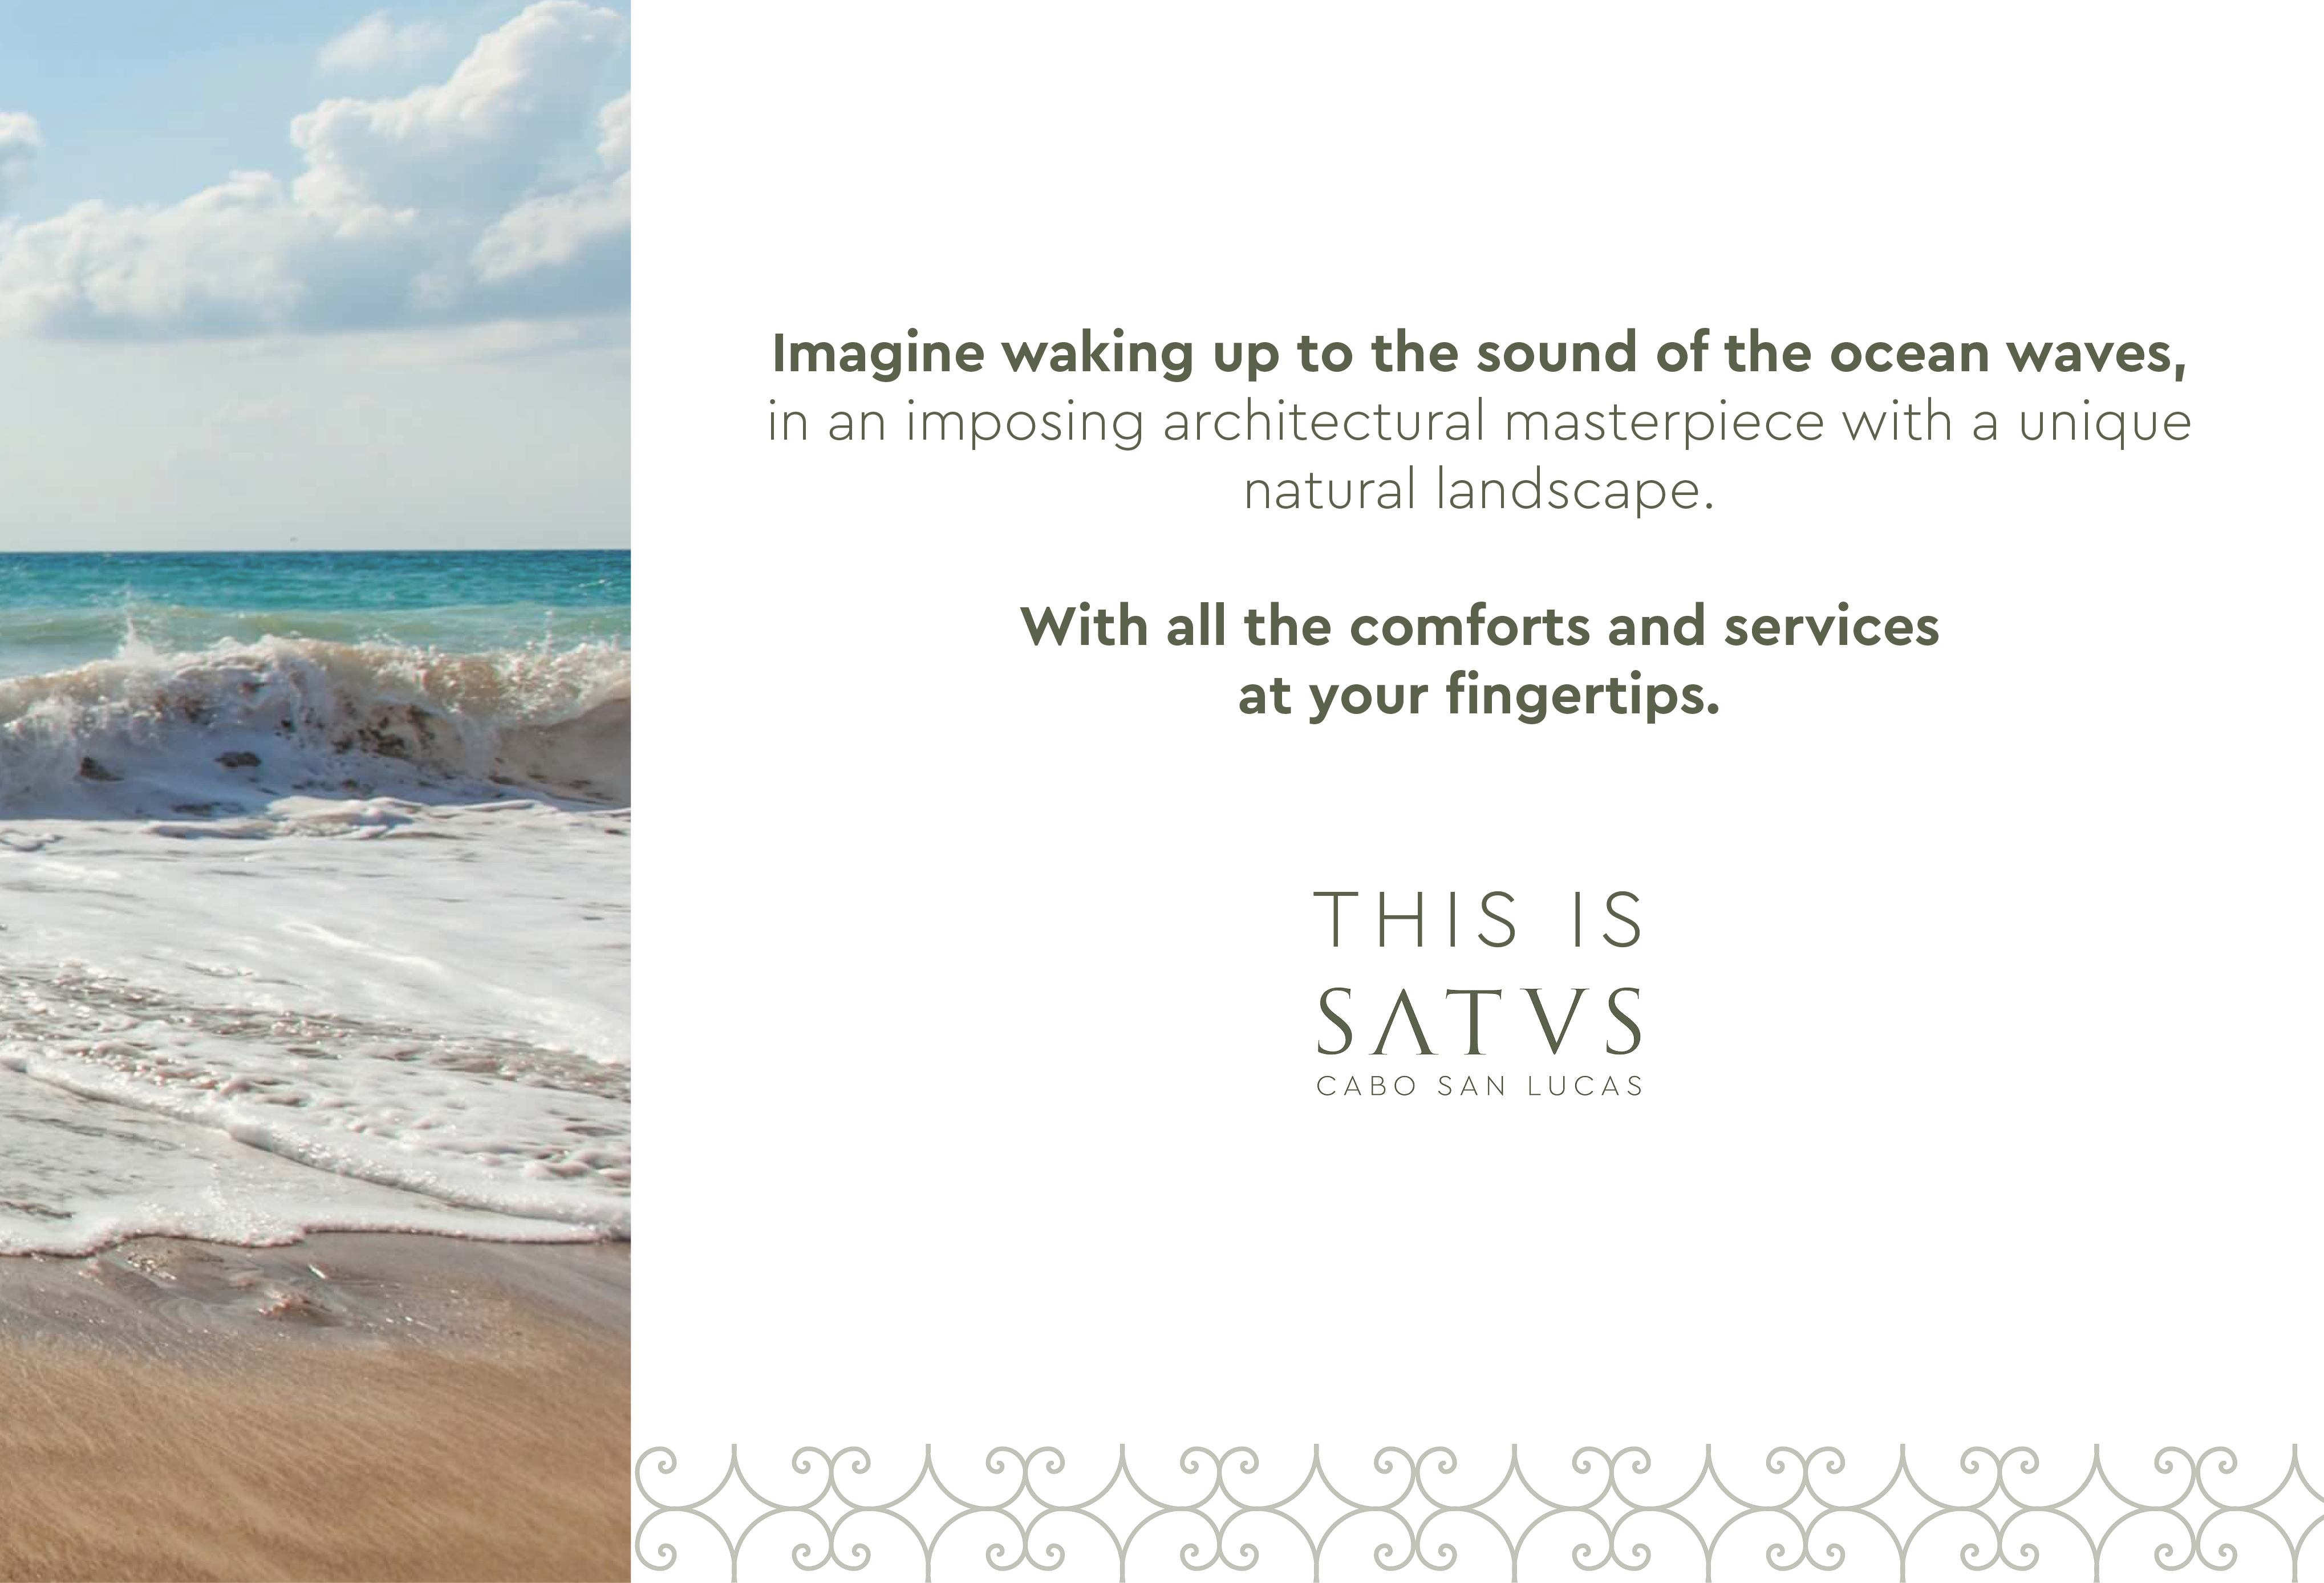 Imagine waking up to the sound of the ocean waves,
in an imposing architectural masterpiece with a unique
natural landscape.
With all the comforts and services
at your fingertips.
THIS IS
SATVS
CABO SAN LUCAS